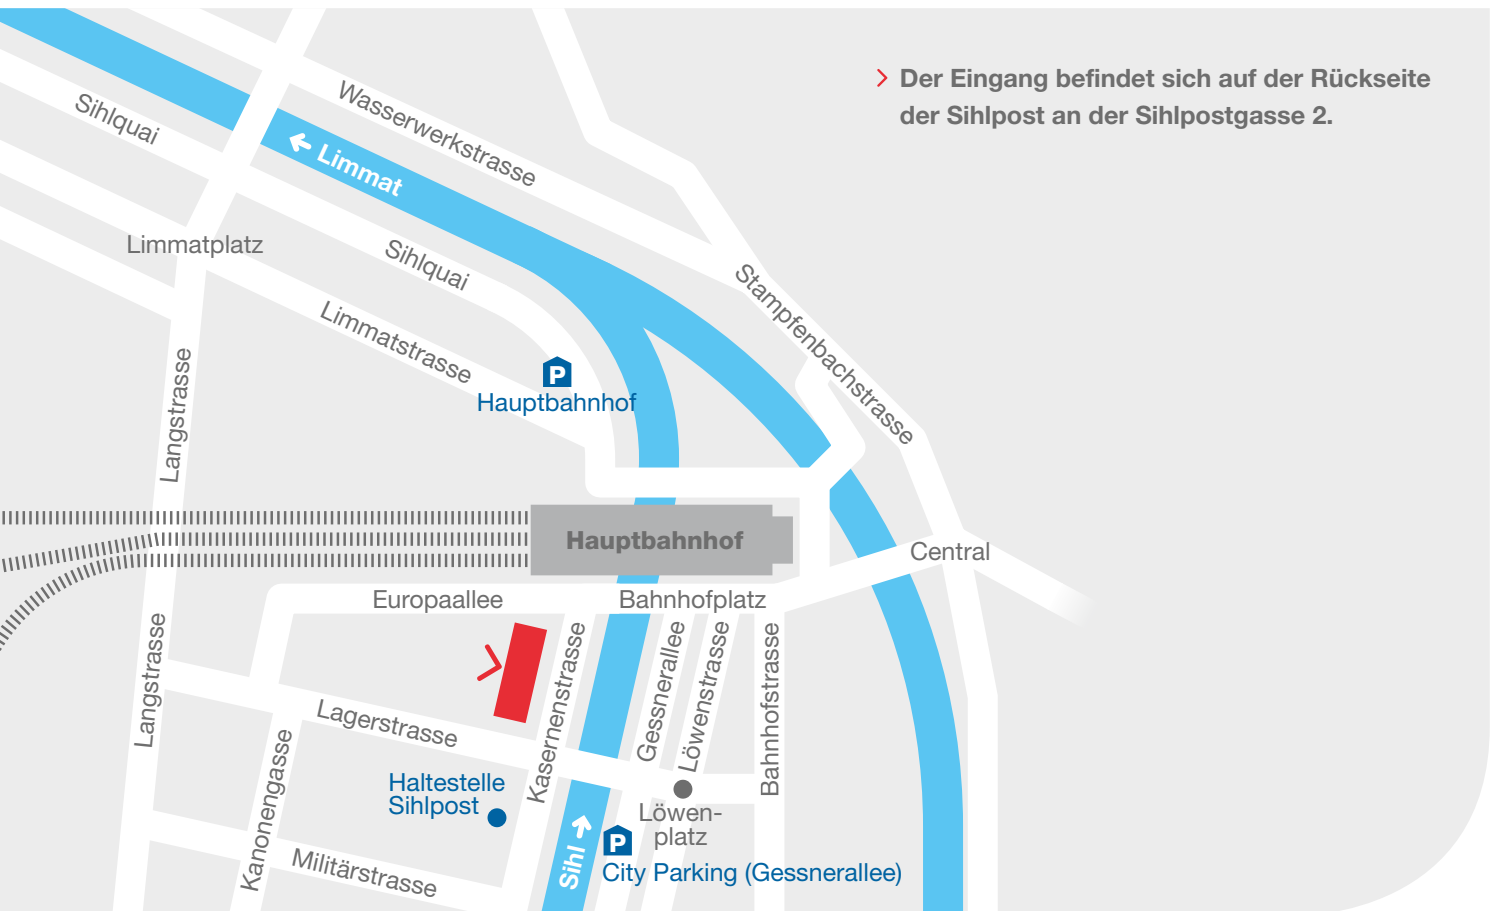 Der Eingang befindet sich auf der Rückseite
der Sihlpost an der Sihlpostgasse 2.
Wasserwerkstrasse
Sihlquai
Limmat
Limmatplatz
Sihlquai
Stampfenbachstrasse
Limmatstrasse
Langstrasse
P
Hauptbahnhof
Hauptbahnhof
Central
Europaallee
Bahnhofplatz
Langstrasse
Kasernenstrasse
Gessnerallee
Löwenstrasse
Bahnhofstrasse
Lagerstrasse
Kanonengasse
Haltestelle
Sihlpost
Löwen-
platz
Sihl
P
City Parking (Gessnerallee)
Militärstrasse